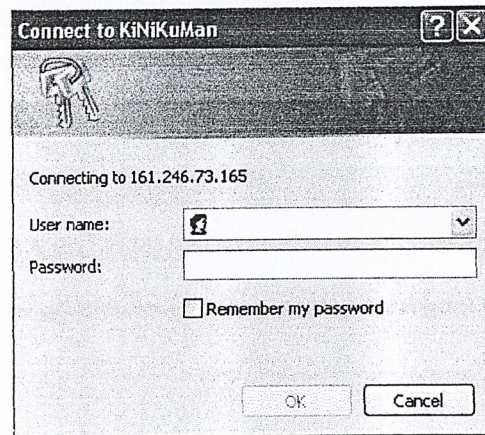 Connect to KiNiKuMan
Connecting to 161.246.73.165
User name:
Password:
Remember my password
OK
Cancel